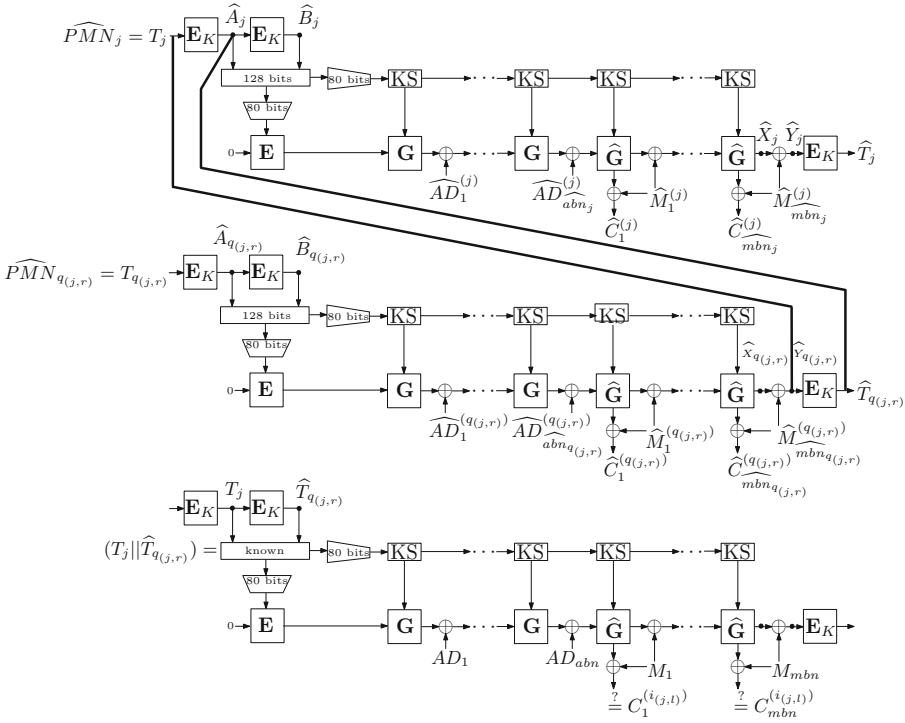 $\widehat{PMN}_j = T_j$ $\mathbf{E}_K$ $\widehat{A}_j$ $\mathbf{E}_K$ $\widehat{B}_j$
128 bits 80 bits KS · · · KS KS · · · KS
80 bits
0 $\mathbf{E}$ $\mathbf{G}$ · · · $\mathbf{G}$ $\widehat{\mathbf{G}}$ · · · $\widehat{\mathbf{G}}$ $\widehat{X}_j$ $\widehat{Y}_j$ $\mathbf{E}_K$ $\widehat{T}_j$
$\widehat{AD}_1^{(j)}$ $\widehat{AD}_{\widehat{abn}_j}^{(j)}$ $\widehat{M}_1^{(j)}$ $\widehat{M}_{\widehat{mbn}_j}^{(j)}$
$\widehat{C}_1^{(j)}$ $\widehat{C}_{\widehat{mbn}_j}^{(j)}$
$\widehat{PMN}_{q_{(j,r)}} = T_{q_{(j,r)}}$ $\mathbf{E}_K$ $\widehat{A}_{q_{(j,r)}}$ $\mathbf{E}_K$ $\widehat{B}_{q_{(j,r)}}$
128 bits 80 bits KS · · · KS KS · · · KS
80 bits
0 $\mathbf{E}$ $\mathbf{G}$ · · · $\mathbf{G}$ $\widehat{\mathbf{G}}$ · · · $\widehat{\mathbf{G}}$ $\widehat{X}_{q_{(j,r)}}$ $\widehat{Y}_{q_{(j,r)}}$ $\mathbf{E}_K$ $\widehat{T}_{q_{(j,r)}}$
$\widehat{AD}_1^{(q_{(j,r)})}$ $\widehat{AD}_{\widehat{abn}_{q_{(j,r)}}}^{(q_{(j,r)})}$ $\widehat{M}_1^{(q_{(j,r)})}$ $\widehat{M}_{\widehat{mbn}_{q_{(j,r)}}}^{(q_{(j,r)})}$
$\widehat{C}_1^{(q_{(j,r)})}$ $\widehat{C}_{\widehat{mbn}_{q_{(j,r)}}}^{(q_{(j,r)})}$
$\mathbf{E}_K$ $T_j$ $\mathbf{E}_K$ $\widehat{T}_{q_{(j,r)}}$
$(T_j || \widehat{T}_{q_{(j,r)}}) =$ known 80 bits KS · · · KS KS · · · KS
80 bits
0 $\mathbf{E}$ $\mathbf{G}$ · · · $\mathbf{G}$ $\widehat{\mathbf{G}}$ · · · $\widehat{\mathbf{G}}$ $\mathbf{E}_K$
$AD_1$ $AD_{abn}$ $M_1$ $M_{mbn}$
$\stackrel{?}{=} C_1^{(i_{(j,l)})}$ $\stackrel{?}{=} C_{mbn}^{(i_{(j,l)})}$